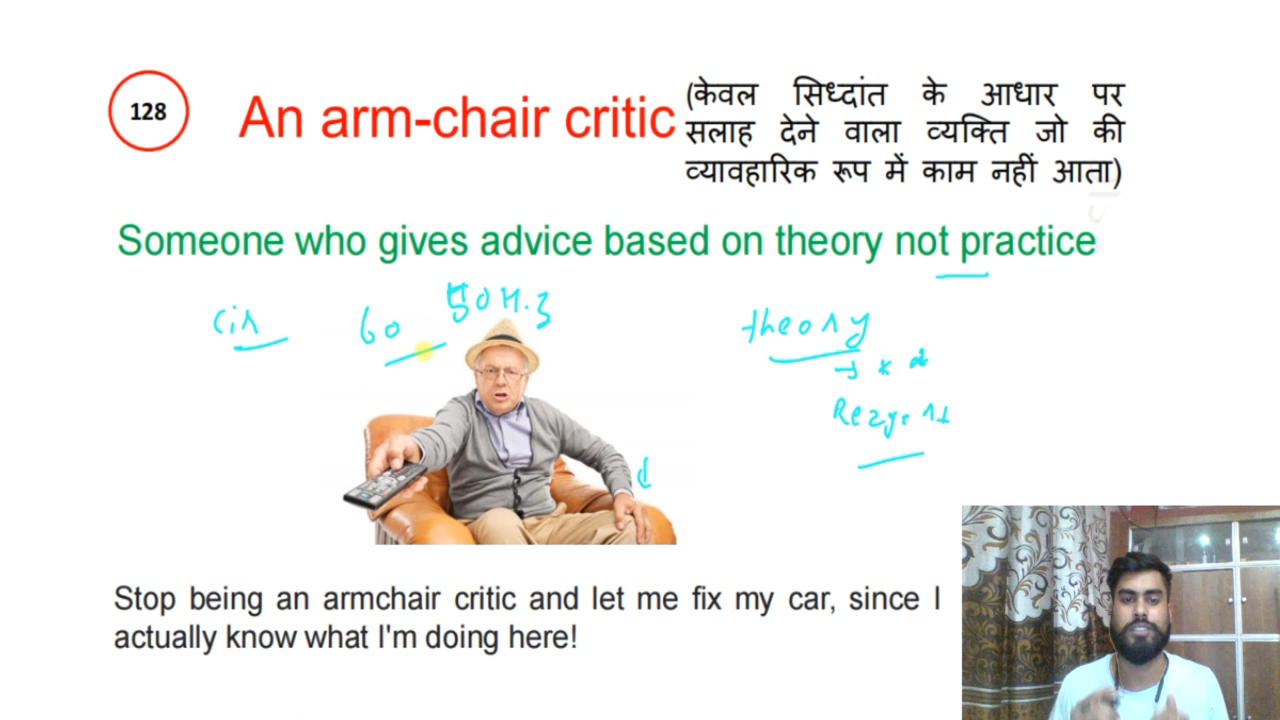 128
An arm-chair critic
(केवल सिध्दांत के आधार पर
सलाह देने वाला व्यक्ति जो की
व्यावहारिक रूप में काम नहीं आता)
Someone who gives advice based on theory not practice
60
theory
Stop being an armchair critic and let me fix my car, since I
actually know what I'm doing here!